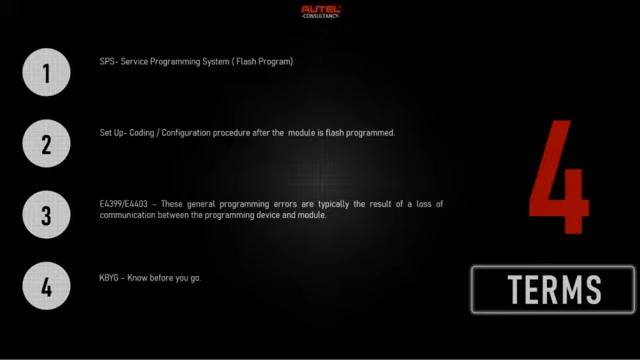 AUTEL
-CONSULTANCY-
1
SPS- Service Programming System ( Flash Program)
2
Set Up- Coding / Configuration procedure after the module is flash programmed.
3
E4399/E4403 – These general programming errors are typically the result of a loss of
communication between the programming device and module.
4
KBYG – Know before you go.
4
TERMS